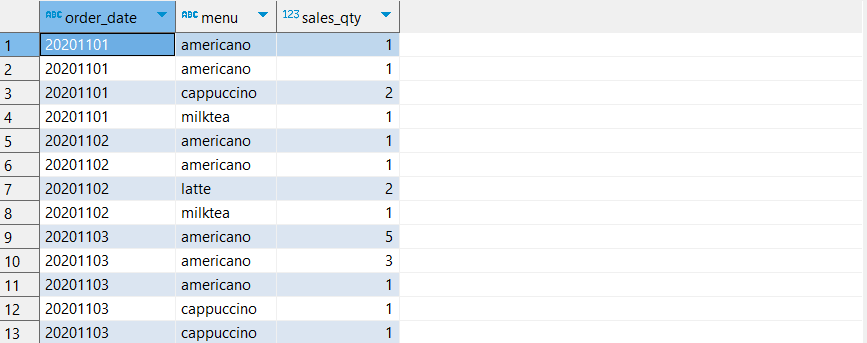 ABC order_date ABC menu 123 sales_qty
1 20201101 americano 1
2 20201101 americano 1
3 20201101 cappuccino 2
4 20201101 milktea 1
5 20201102 americano 1
6 20201102 americano 1
7 20201102 latte 2
8 20201102 milktea 1
9 20201103 americano 5
10 20201103 americano 3
11 20201103 americano 1
12 20201103 cappuccino 1
13 20201103 cappuccino 1